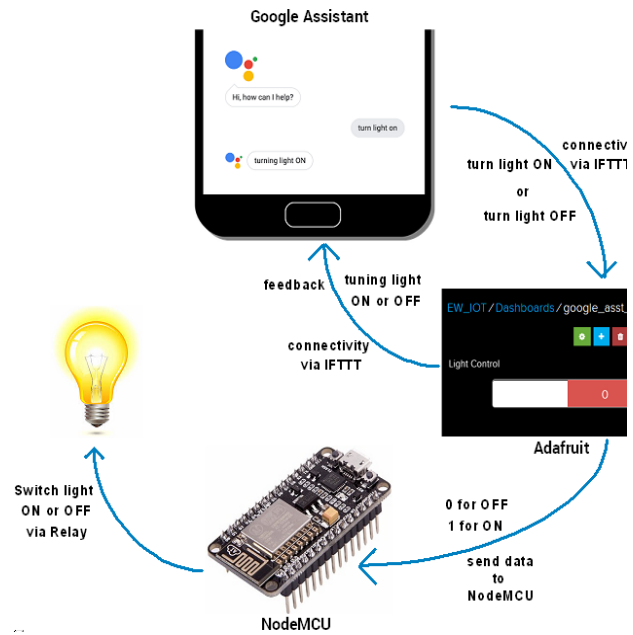 Google Assistant
Hi, how can I help?
turn light on
turning light ON
connectiv
via IFTTT
turn light ON
or
turn light OFF
feedback
tuning light
ON or OFF
connectivity
via IFTTT
EW_IOT / Dashboards / google_asst_
Light Control
0
Adafruit
Switch light
ON or OFF
via Relay
0 for OFF
1 for ON
send data
to
NodeMCU
NodeMCU